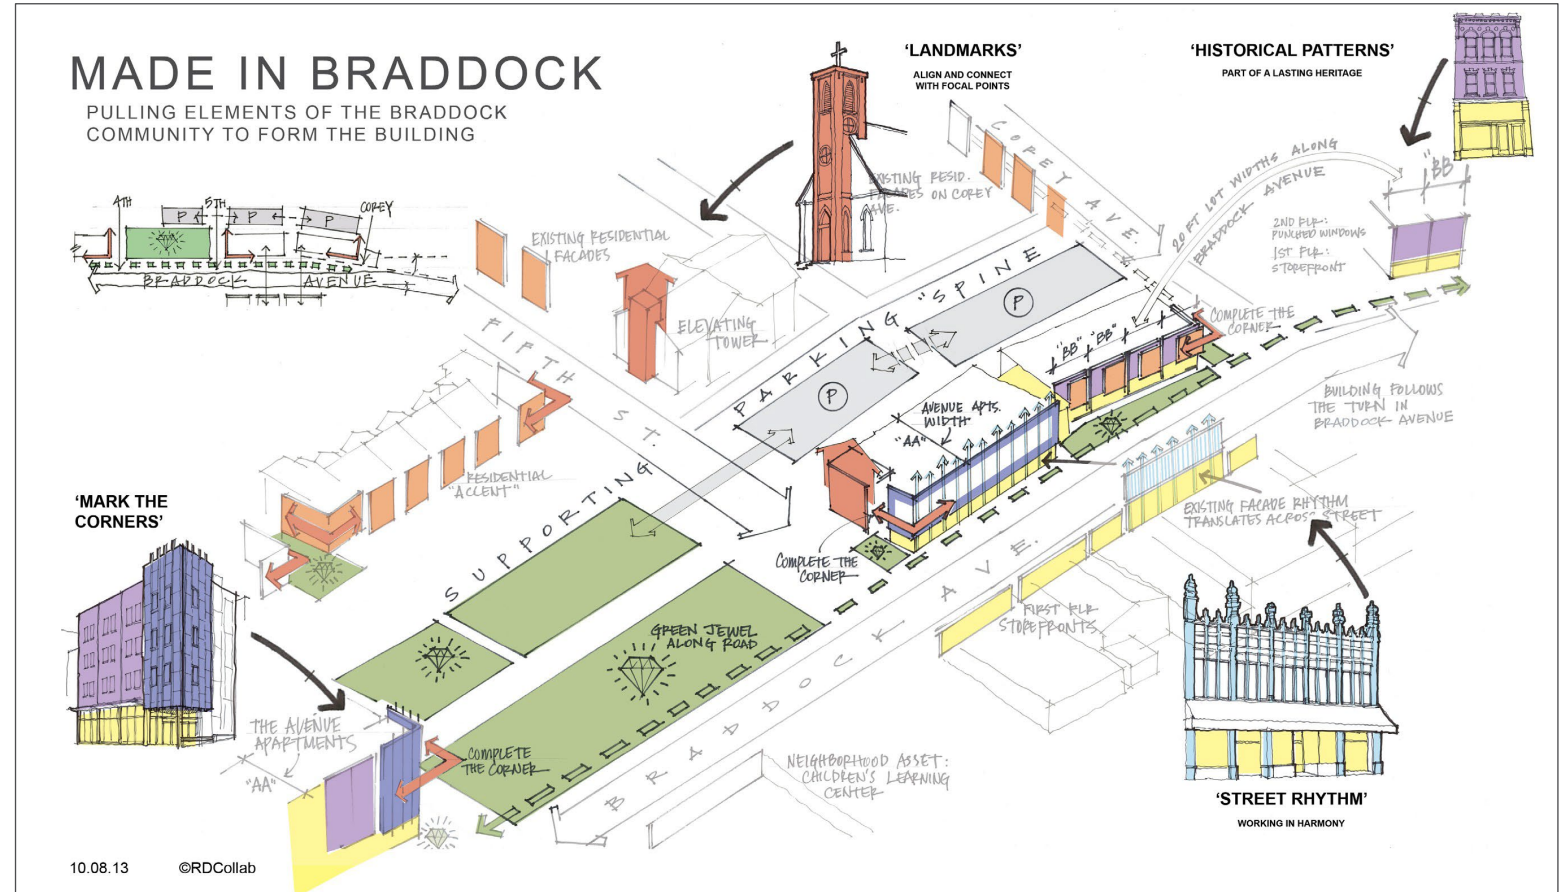 MADE IN BRADDOCK
PULLING ELEMENTS OF THE BRADDOCK
COMMUNITY TO FORM THE BUILDING
4TH
5TH
COREY
P
P
P
BRADDOCK AVENUE
'LANDMARKS'
ALIGN AND CONNECT
WITH FOCAL POINTS
'HISTORICAL PATTERNS'
PART OF A LASTING HERITAGE
COREY AVE.
EXISTING RESID.
FACADES ON COREY
AVE.
20FT LOT WIDTHS ALONG
BRADDOCK AVENUE
"BB"
2ND FLR:
PUNCHED WINDOWS
1ST FLR:
STOREFRONT
EXISTING RESIDENTIAL
FACADES
ELEVATING
TOWER
FIFTH ST.
SUPPORTING
PARKING "SPINE
P
P
"BB" "BB"
COMPLETE THE
CORNER
AVENUE APTS.
WIDTH
"AA"
BUILDING FOLLOWS
THE TURN IN
BRADDOCK AVENUE
RESIDENTIAL
"ACCENT"
EXISTING FACADE RHYTHM
TRANSLATES ACROSS STREET
COMPLETE THE
CORNER
FIRST FLR
STOREFRONTS
GREEN JEWEL
ALONG ROAD
BRADDOCK AVE.
'MARK THE
CORNERS'
THE AVENUE
APARTMENTS
"AA"
COMPLETE
THE CORNER
NEIGHBORHOOD ASSET:
CHILDREN'S LEARNING
CENTER
'STREET RHYTHM'
WORKING IN HARMONY
10.08.13 ©RDCollab